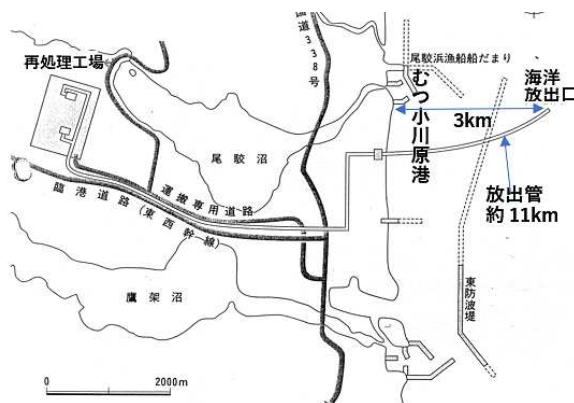 国道338号
再処理工場
尾駮浜漁船船だまり
むつ小川原港
海洋
放出口
3km
尾駮沼
放出管
約11km
運搬専用道路
臨港道路(東西幹線)
鷹架沼
東防波堤
0
2000m